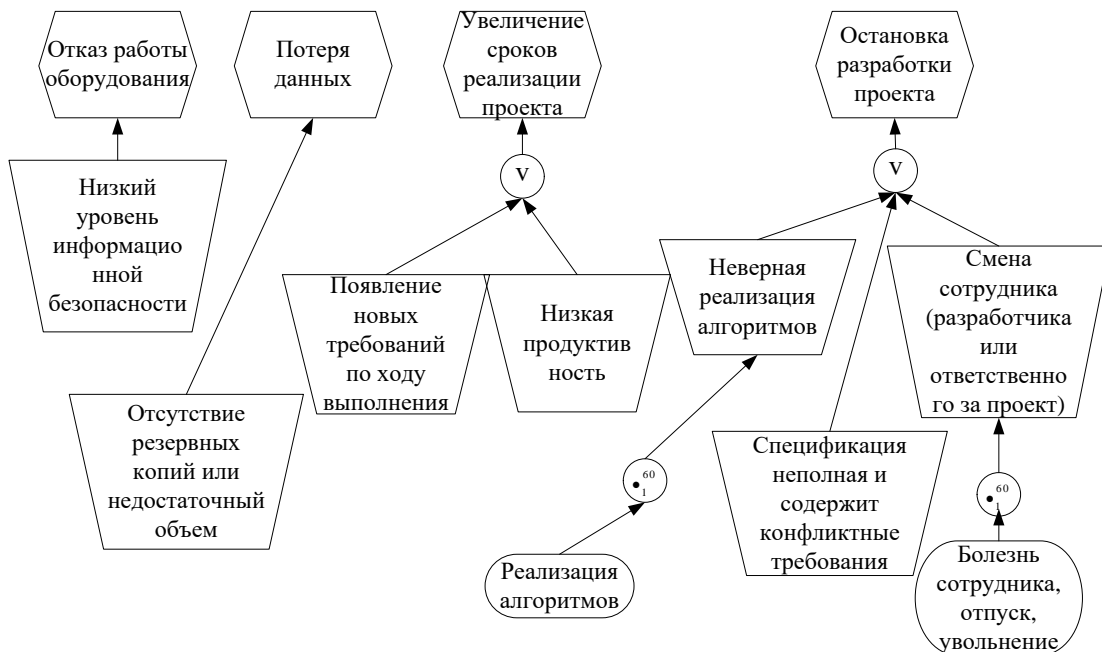 Отказ работы
оборудования
Потеря
данных
Увеличение
сроков
реализации
проекта
Остановка
разработки
проекта
v
v
Низкий
уровень
информацио
нной
безопасности
Появление
новых
требований
по ходу
выполнения
Низкая
продуктив
ность
Неверная
реализация
алгоритмов
Смена
сотрудника
(разработчика
или
ответственно
го за проект)
Отсутствие
резервных
копий или
недостаточный
объем
Спецификация
неполная и
содержит
конфликтные
требования
60
1
60
1
Реализация
алгоритмов
Болезнь
сотрудника,
отпуск,
увольнение